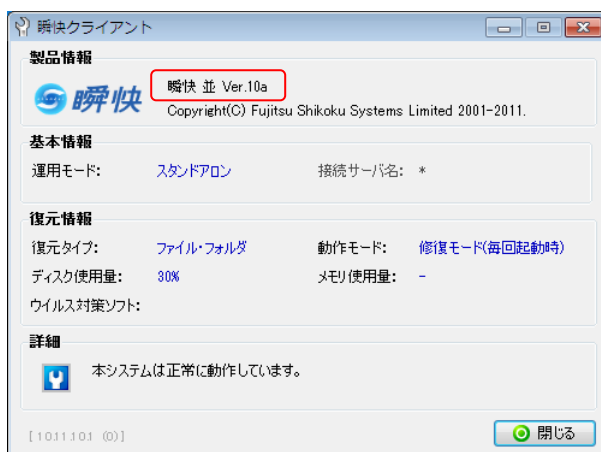 瞬快クライアント
製品情報
瞬快
瞬快 並 Ver.10a
Copyright(C) Fujitsu Shikoku Systems Limited 2001-2011.
基本情報
運用モード: スタンドアロン 接続サーバ名: *
復元情報
復元タイプ: ファイル・フォルダ 動作モード: 修復モード(毎回起動時)
ディスク使用量: 30% メモリ使用量: -
ウイルス対策ソフト:
詳細
本システムは正常に動作しています。
[ 10.1.1.10.1 (0) ] 閉じる